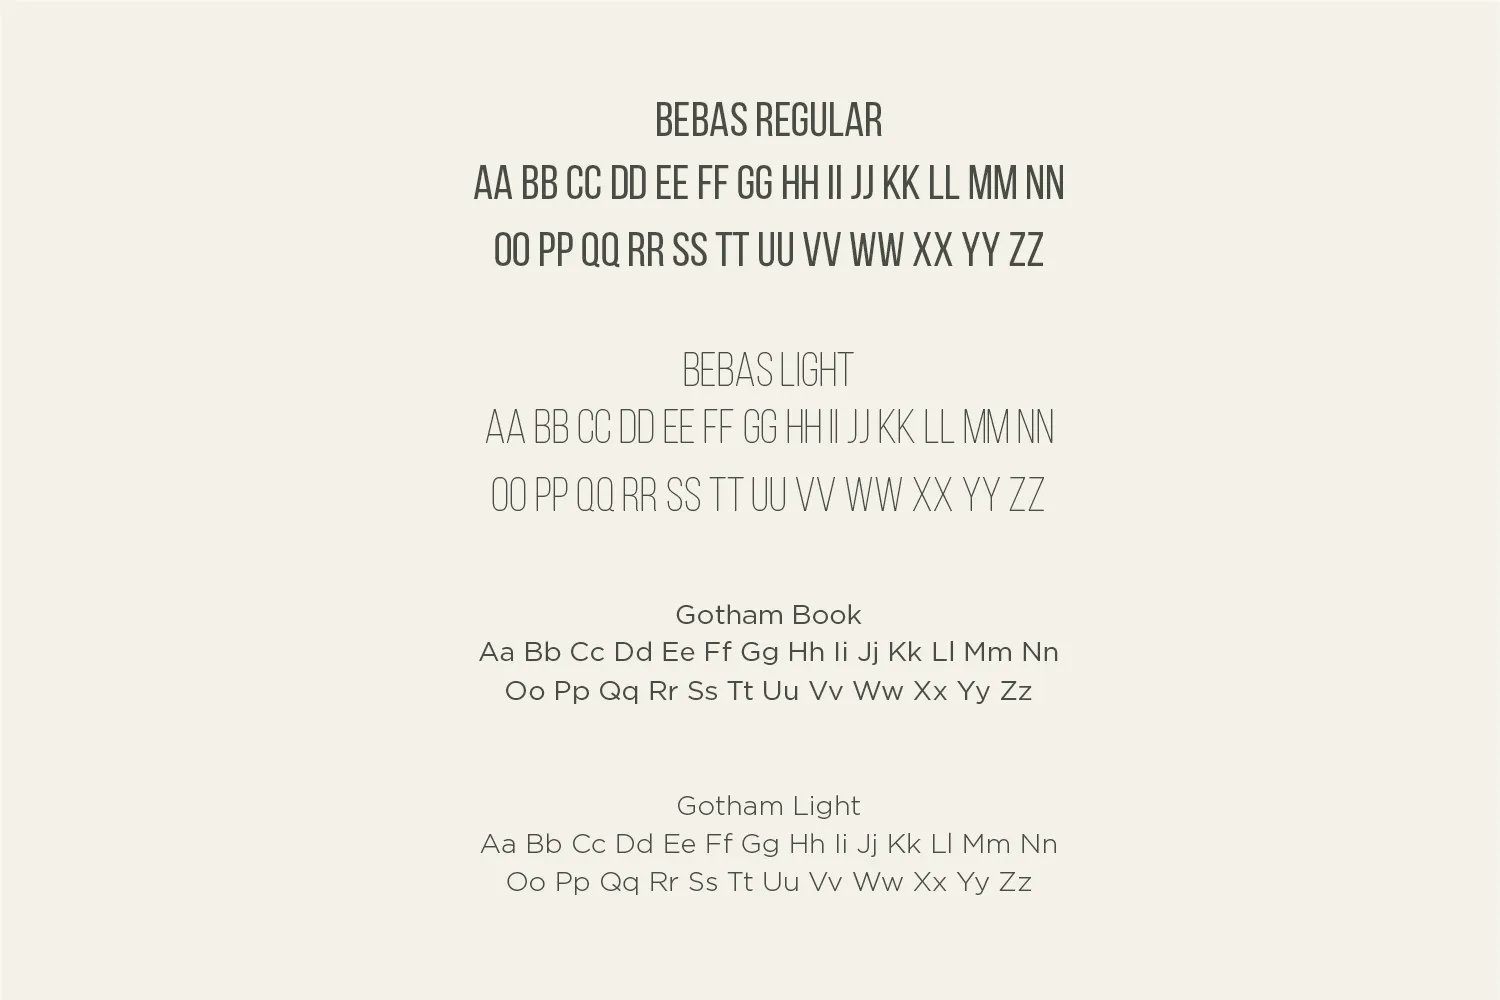 BEBAS REGULAR
AA BB CC DD EE FF GG HH II JJ KK LL MM NN
OO PP QQ RR SS TT UU VV WW XX YY ZZ
BEBAS LIGHT
AA BB CC DD EE FF GG HH II JJ KK LL MM NN
OO PP QQ RR SS TT UU VV WW XX YY ZZ
Gotham Book
Aa Bb Cc Dd Ee Ff Gg Hh Ii Jj Kk Ll Mm Nn
Oo Pp Qq Rr Ss Tt Uu Vv Ww Xx Yy Zz
Gotham Light
Aa Bb Cc Dd Ee Ff Gg Hh Ii Jj Kk Ll Mm Nn
Oo Pp Qq Rr Ss Tt Uu Vv Ww Xx Yy Zz